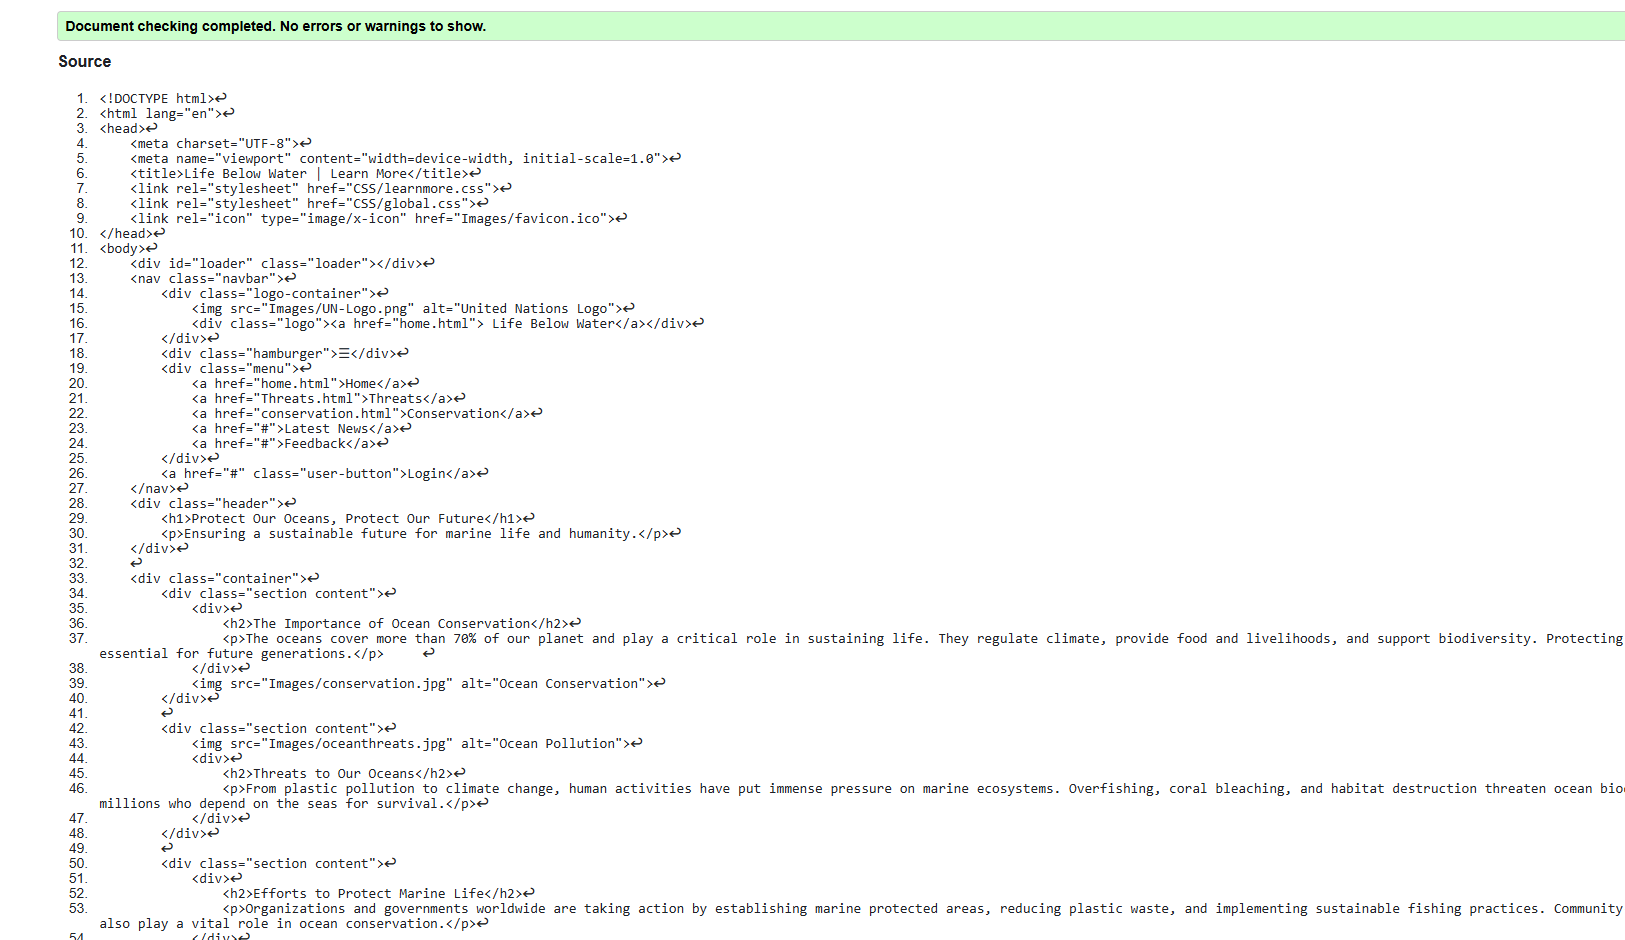 Document checking completed. No errors or warnings to show.
Source
1. <!DOCTYPE html>↩
2. <html lang="en">↩
3. <head>↩
4.     <meta charset="UTF-8">↩
5.     <meta name="viewport" content="width=device-width, initial-scale=1.0">↩
6.     <title>Life Below Water | Learn More</title>↩
7.     <link rel="stylesheet" href="CSS/learnmore.css">↩
8.     <link rel="stylesheet" href="CSS/global.css">↩
9.     <link rel="icon" type="image/x-icon" href="Images/favicon.ico">↩
10. </head>↩
11. <body>↩
12.     <div id="loader" class="loader"></div>↩
13.     <nav class="navbar">↩
14.         <div class="logo-container">↩
15.             <img src="Images/UN-Logo.png" alt="United Nations Logo">↩
16.             <div class="logo"><a href="home.html"> Life Below Water</a></div>↩
17.         </div>↩
18.         <div class="hamburger">☰</div>↩
19.         <div class="menu">↩
20.             <a href="home.html">Home</a>↩
21.             <a href="Threats.html">Threats</a>↩
22.             <a href="conservation.html">Conservation</a>↩
23.             <a href="#">Latest News</a>↩
24.             <a href="#">Feedback</a>↩
25.         </div>↩
26.         <a href="#" class="user-button">Login</a>↩
27.     </nav>↩
28.     <div class="header">↩
29.         <h1>Protect Our Oceans, Protect Our Future</h1>↩
30.         <p>Ensuring a sustainable future for marine life and humanity.</p>↩
31.     </div>↩
32.     ↩
33.     <div class="container">↩
34.         <div class="section content">↩
35.             <div>↩
36.                 <h2>The Importance of Ocean Conservation</h2>↩
37.                 <p>The oceans cover more than 70% of our planet and play a critical role in sustaining life. They regulate climate, provide food and livelihoods, and support biodiversity. Protecting
essential for future generations.</p>     ↩
38.             </div>↩
39.             <img src="Images/conservation.jpg" alt="Ocean Conservation">↩
40.         </div>↩
41.         ↩
42.         <div class="section content">↩
43.             <img src="Images/oceanthreats.jpg" alt="Ocean Pollution">↩
44.             <div>↩
45.                 <h2>Threats to Our Oceans</h2>↩
46.                 <p>From plastic pollution to climate change, human activities have put immense pressure on marine ecosystems. Overfishing, coral bleaching, and habitat destruction threaten ocean
millions who depend on the seas for survival.</p>↩
47.             </div>↩
48.         </div>↩
49.         ↩
50.         <div class="section content">↩
51.             <div>↩
52.                 <h2>Efforts to Protect Marine Life</h2>↩
53.                 <p>Organizations and governments worldwide are taking action by establishing marine protected areas, reducing plastic waste, and implementing sustainable fishing practices. Community
also play a vital role in ocean conservation.</p>↩
54.             </div>↩